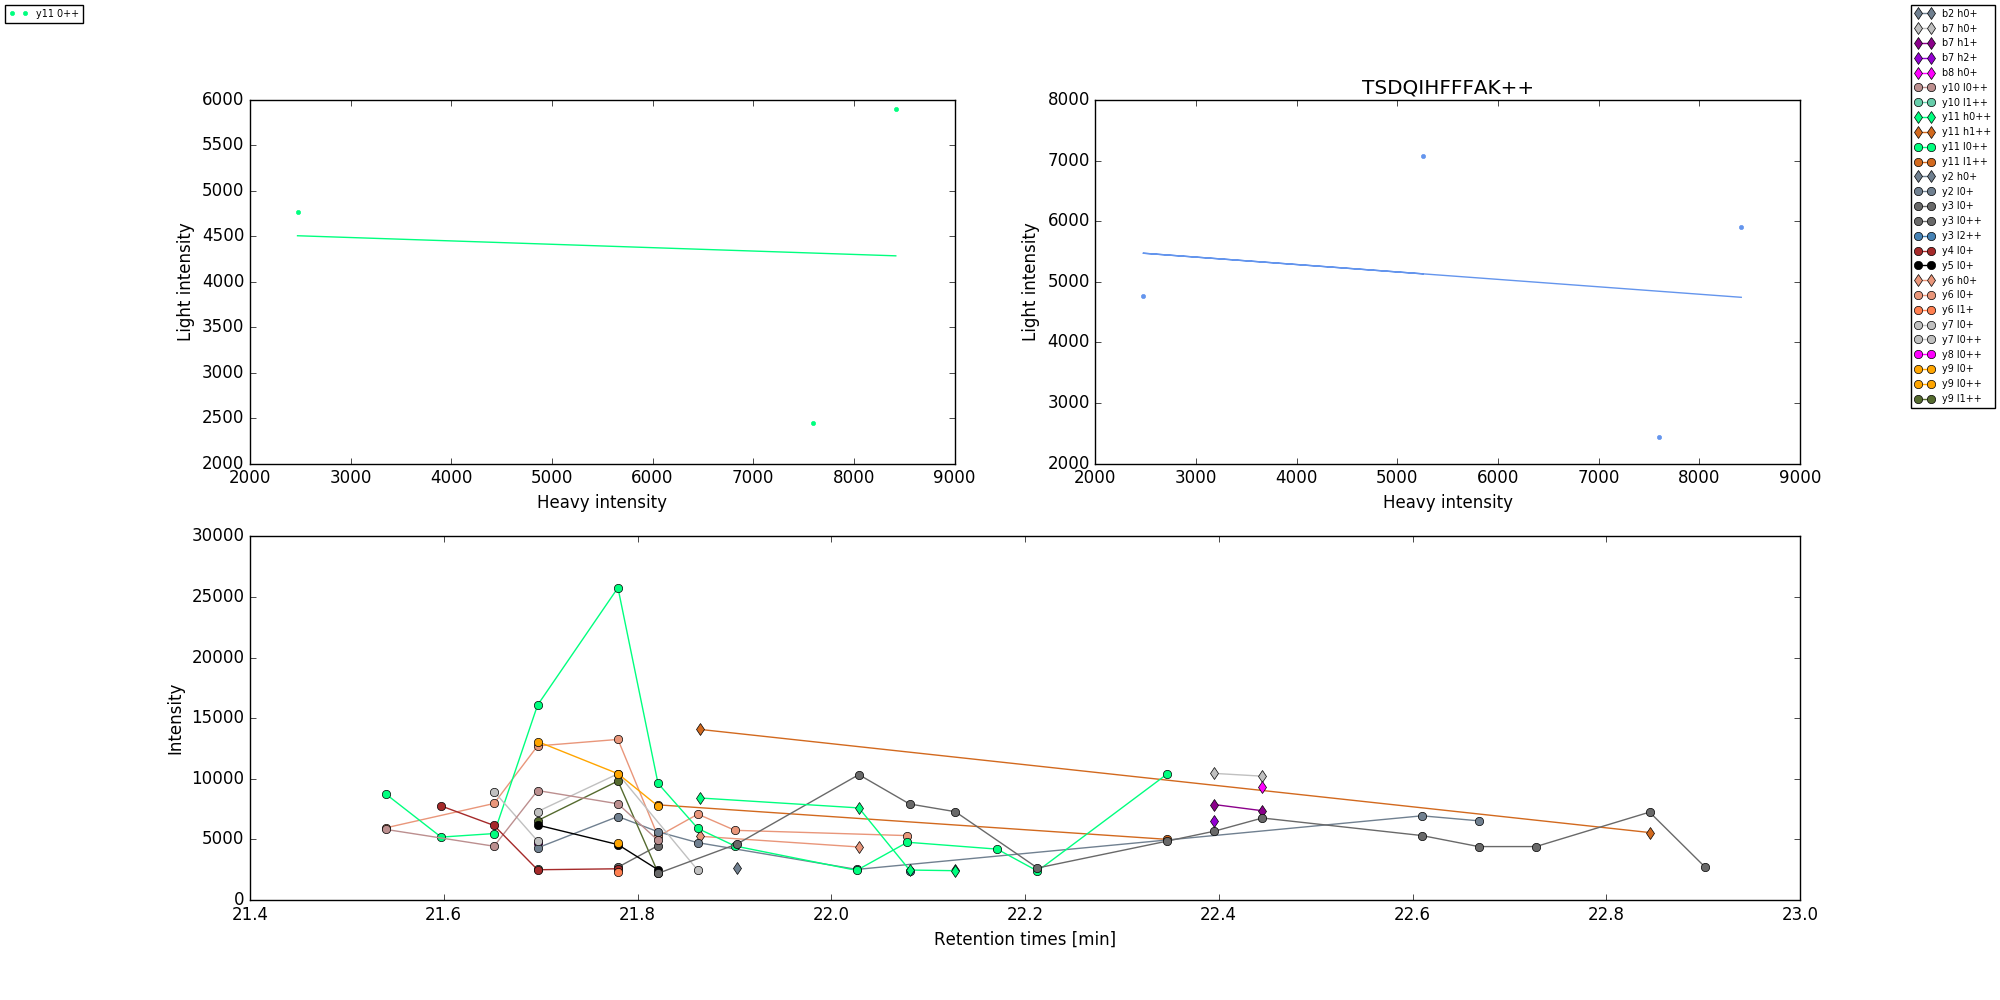 y11 0++
b2 h0+
b7 h0+
b7 h1+
b7 h2+
b8 h0+
y10 l0++
y10 l1++
y11 h0++
y11 h1++
y11 l0++
y11 l1++
y2 h0+
y2 l0+
y3 l0+
y3 l0++
y3 l2++
y4 l0+
y5 l0+
y6 h0+
y6 l0+
y6 l1+
y7 l0+
y7 l0++
y8 l0++
y9 l0+
y9 l0++
y9 l1++
6000
5500
5000
4500
4000
3500
3000
2500
2000
Light intensity
2000 3000 4000 5000 6000 7000 8000 9000
Heavy intensity
TSDQIHFFFAK++
8000
7000
6000
5000
4000
3000
2000
Light intensity
2000 3000 4000 5000 6000 7000 8000 9000
Heavy intensity
30000
25000
20000
15000
10000
5000
0
Intensity
21.4 21.6 21.8 22.0 22.2 22.4 22.6 22.8 23.0
Retention times [min]